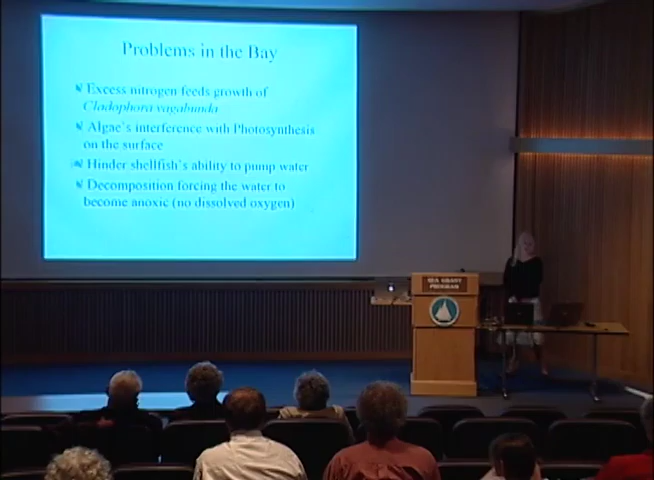 Problems in the Bay
Excess nitrogen feeds growth of
Cladophora vagabunda
Algae's interference with Photosynthesis
on the surface
Hinder shellfish's ability to pump water
Decomposition forcing the water to
become anoxic (no dissolved oxygen)
SEA GRANT
PROGRAM